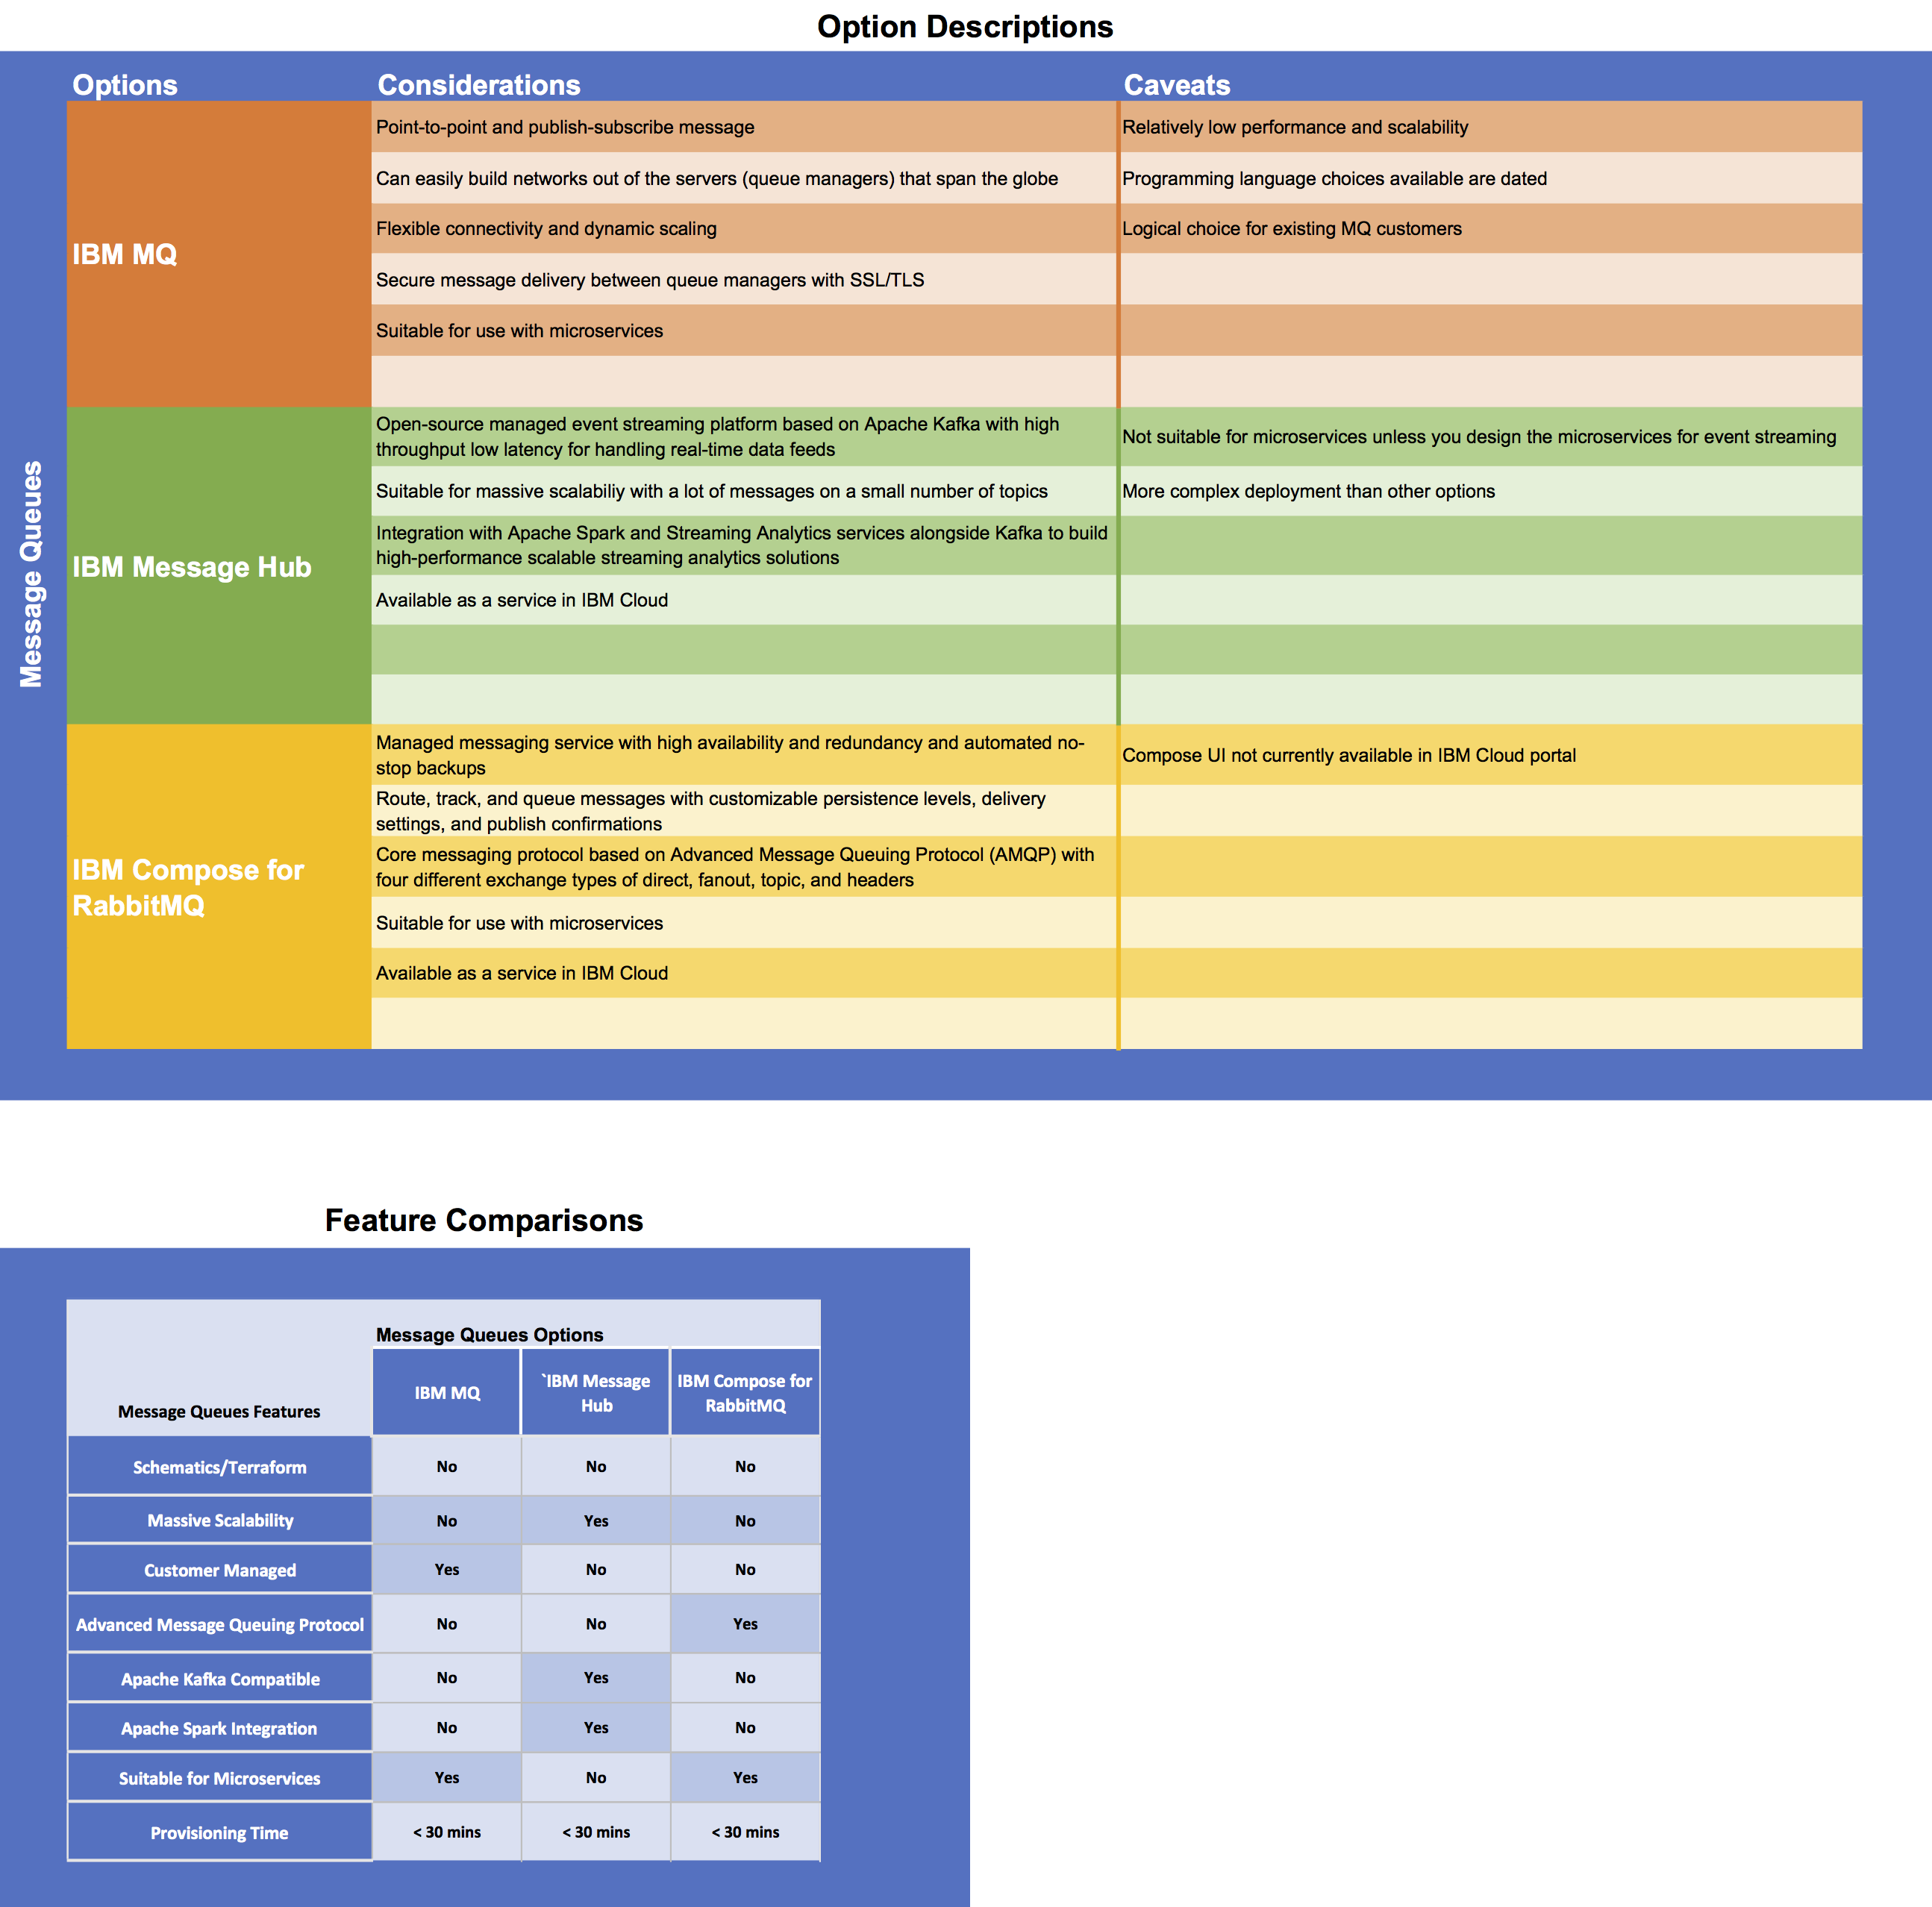 Option Descriptions
Options
Considerations
Caveats
Message Queues
IBM MQ
Point-to-point and publish-subscribe message
Relatively low performance and scalability
Can easily build networks out of the servers (queue managers) that span the globe
Programming language choices available are dated
Flexible connectivity and dynamic scaling
Logical choice for existing MQ customers
Secure message delivery between queue managers with SSL/TLS
Suitable for use with microservices
IBM Message Hub
Open-source managed event streaming platform based on Apache Kafka with high
throughput low latency for handling real-time data feeds
Not suitable for microservices unless you design the microservices for event streaming
Suitable for massive scalabiliy with a lot of messages on a small number of topics
More complex deployment than other options
Integration with Apache Spark and Streaming Analytics services alongside Kafka to build
high-performance scalable streaming analytics solutions
Available as a service in IBM Cloud
IBM Compose for
RabbitMQ
Managed messaging service with high availability and redundancy and automated no-
stop backups
Compose UI not currently available in IBM Cloud portal
Route, track, and queue messages with customizable persistence levels, delivery
settings, and publish confirmations
Core messaging protocol based on Advanced Message Queuing Protocol (AMQP) with
four different exchange types of direct, fanout, topic, and headers
Suitable for use with microservices
Available as a service in IBM Cloud
Feature Comparisons
Message Queues Options
Message Queues Features
IBM MQ
`IBM Message
Hub
IBM Compose for
RabbitMQ
Schematics/Terraform
No
No
No
Massive Scalability
No
Yes
No
Customer Managed
Yes
No
No
Advanced Message Queuing Protocol
No
No
Yes
Apache Kafka Compatible
No
Yes
No
Apache Spark Integration
No
Yes
No
Suitable for Microservices
Yes
No
Yes
Provisioning Time
< 30 mins
< 30 mins
< 30 mins